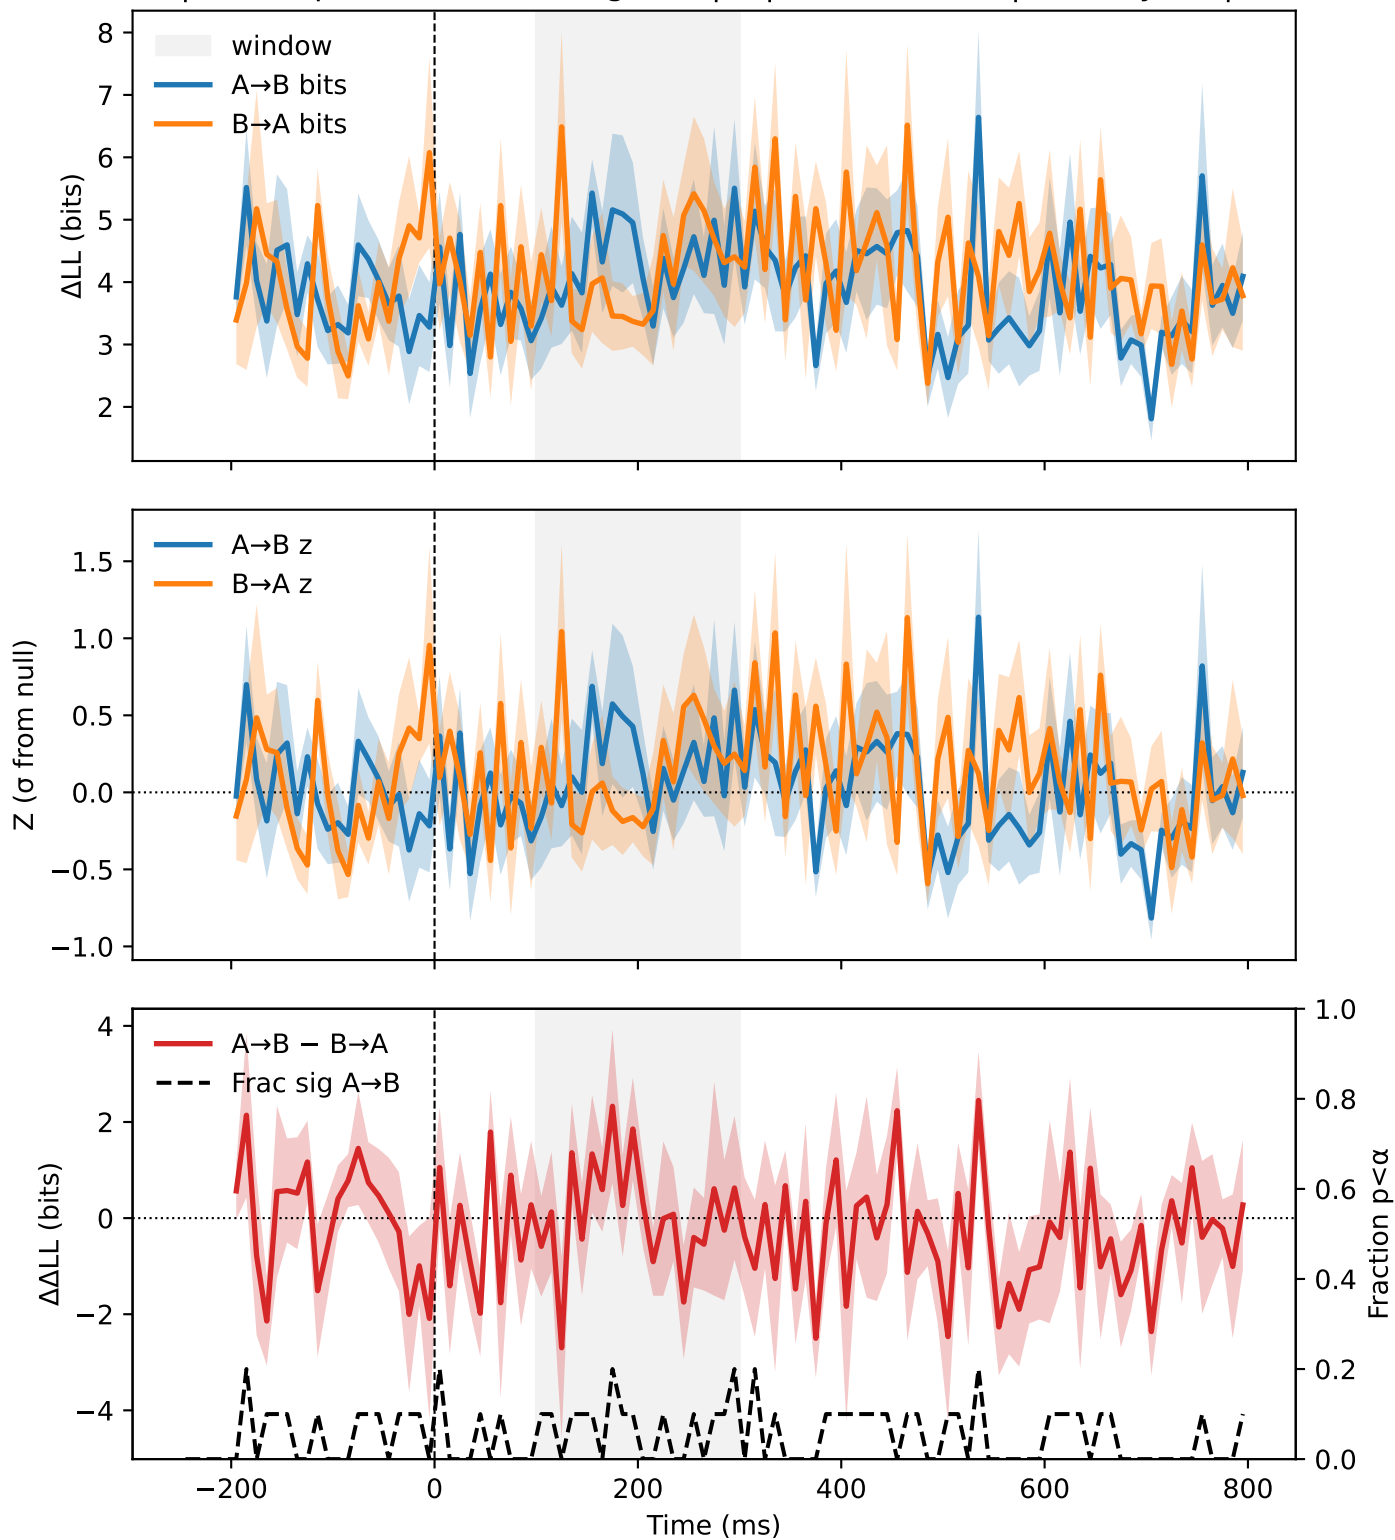 8
7
6
5
4
3
2
ΔLL (bits)
window
A→B bits
B→A bits
1.5
1.0
0.5
0.0
−0.5
−1.0
Z (σ from null)
A→B z
B→A z
4
2
0
−2
−4
ΔΔLL (bits)
A→B − B→A
Frac sig A→B
1.0
0.8
0.6
0.4
0.2
0.0
Fraction p<α
−200
0
200
400
600
800
Time (ms)